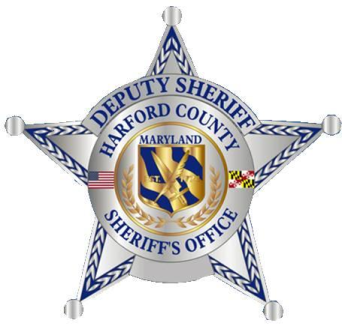 DEPUTY SHERIFF
HARFORD COUNTY
MARYLAND
SHERIFF'S OFFICE